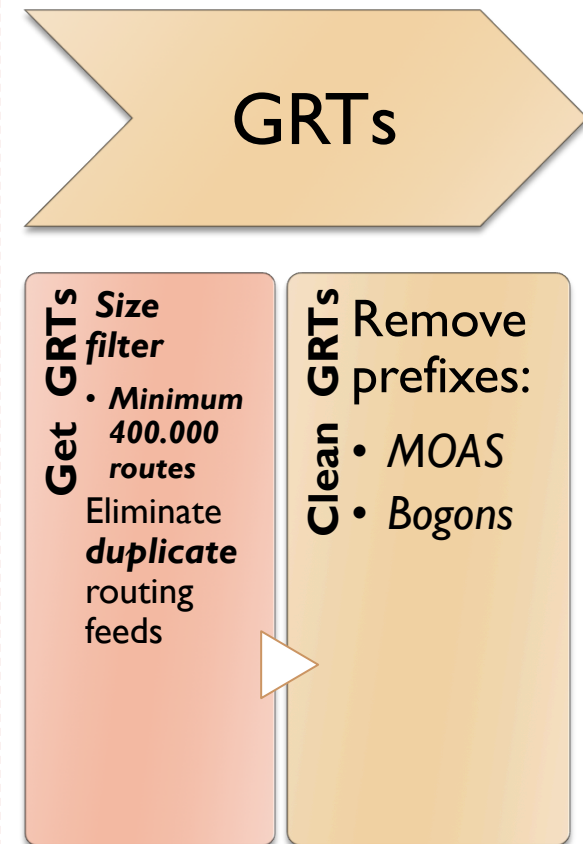 GRTs
Get GRTs
Size
filter
• Minimum
400.000
routes
Eliminate
duplicate
routing
feeds
Clean GRTs
Remove
prefixes:
• MOAS
• Bogons